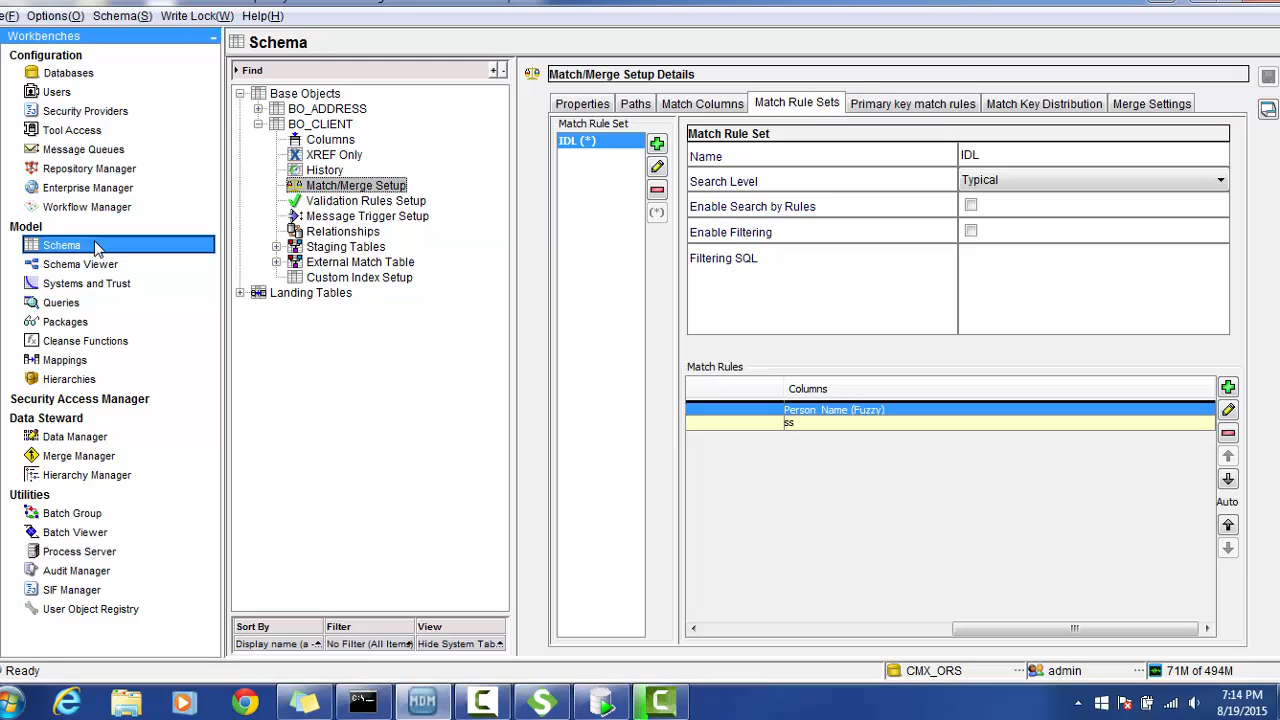 e(F) Options(O) Schema(S) Write Lock(W) Help(H)
Workbenches
Configuration
Databases
Users
Security Providers
Tool Access
Message Queues
Repository Manager
Enterprise Manager
Workflow Manager
Model
Schema
Schema Viewer
Systems and Trust
Queries
Packages
Cleanse Functions
Mappings
Hierarchies
Security Access Manager
Data Steward
Data Manager
Merge Manager
Hierarchy Manager
Utilities
Batch Group
Batch Viewer
Process Server
Audit Manager
SIF Manager
User Object Registry
Schema
Find
Base Objects
BO_ADDRESS
BO_CLIENT
Columns
XREF Only
History
Match/Merge Setup
Validation Rules Setup
Message Trigger Setup
Relationships
Staging Tables
External Match Table
Custom Index Setup
Landing Tables
Sort By Filter View
Display name (a - No Filter (All Items) Hide System Tab
Match/Merge Setup Details
Properties Paths Match Columns Match Rule Sets Primary key match rules Match Key Distribution Merge Settings
Match Rule Set
IDL (*)
(*)
Match Rule Set
Name IDL
Search Level Typical
Enable Search by Rules
Enable Filtering
Filtering SQL
Match Rules
Columns
Person_Name (Fuzzy)
ss
Auto
Ready CMX_ORS admin 71M of 494M
MDM
7:14 PM
8/19/2015